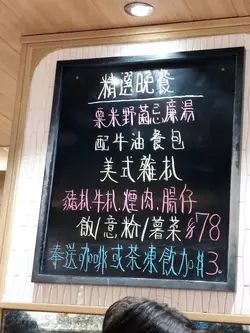 精選晚餐
粟米野菌忌廉湯
配牛油餐包
美式雜扒
豬扒牛扒煙肉.腸仔
飯/意粉/薯菜$78
奉送咖啡或茶凍飲加$3.